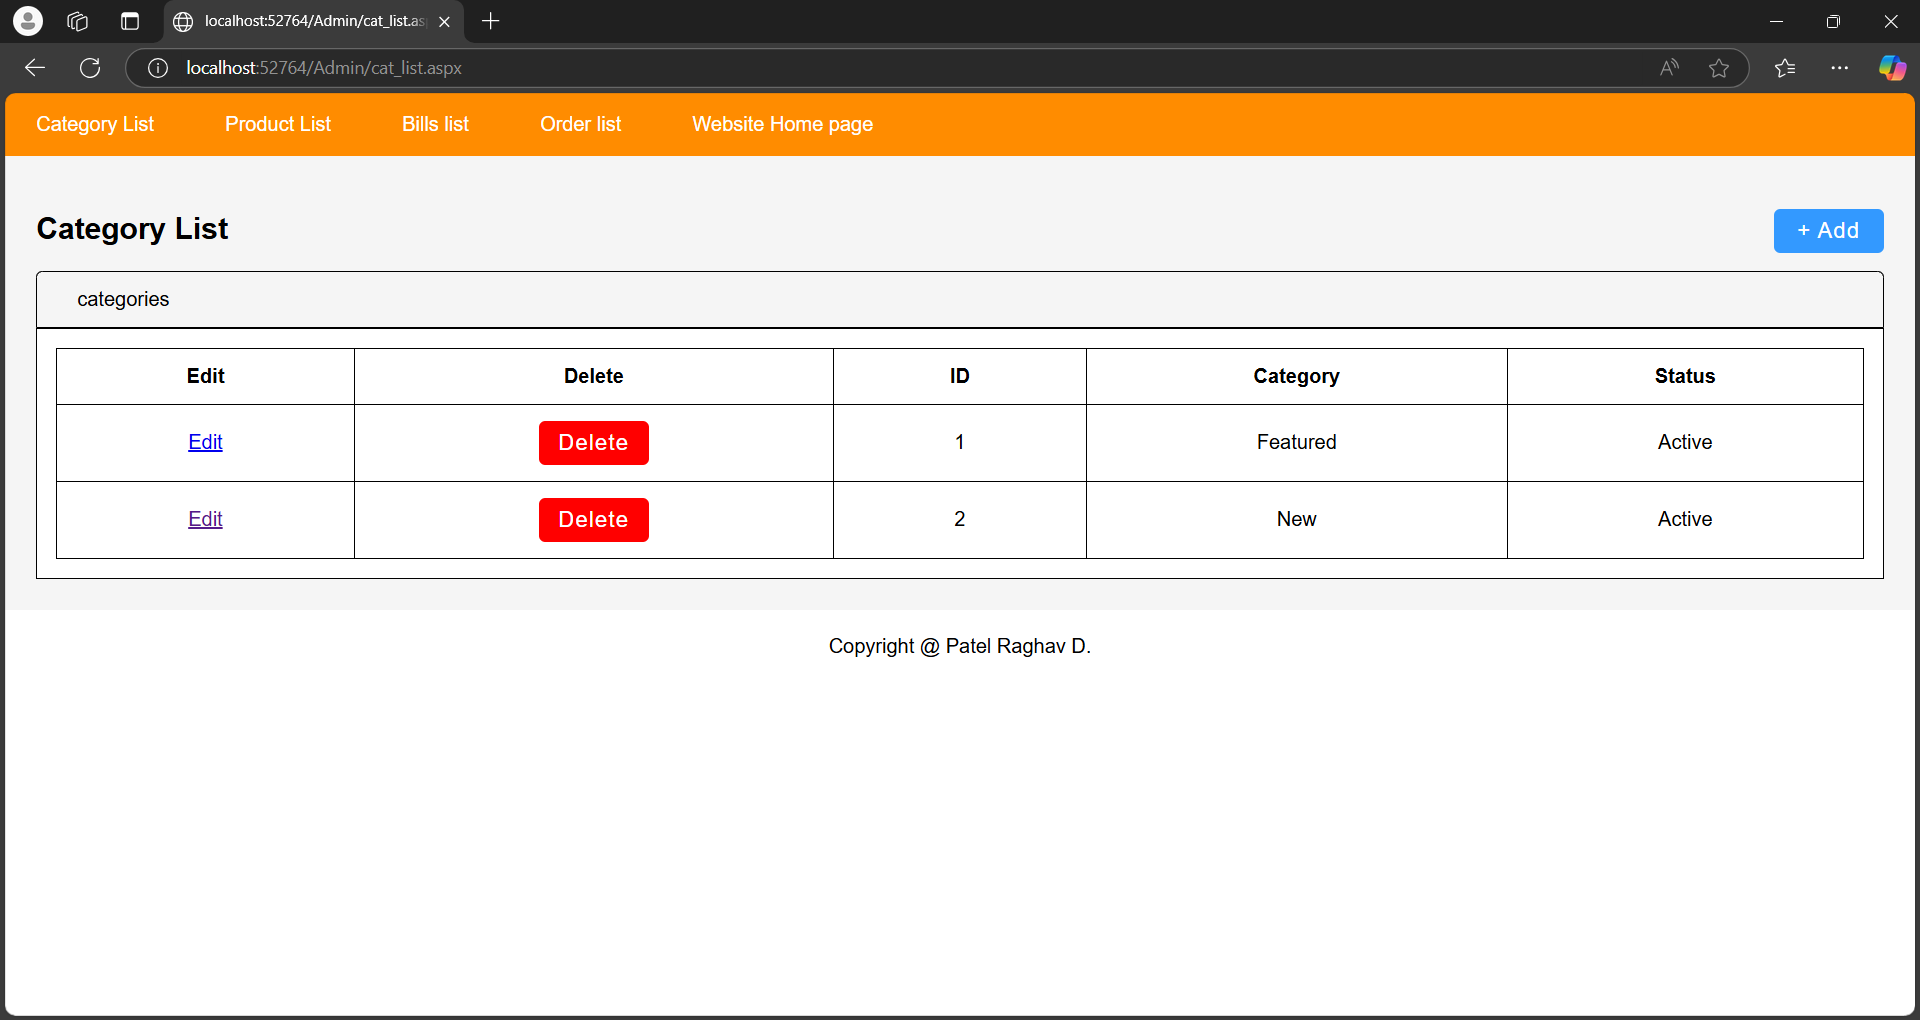 localhost:52764/Admin/cat_list.as
localhost:52764/Admin/cat_list.aspx
Category List Product List Bills list Order list Website Home page
Category List
+ Add
categories
Edit Delete ID Category Status
Edit Delete 1 Featured Active
Edit Delete 2 New Active
Copyright @ Patel Raghav D.